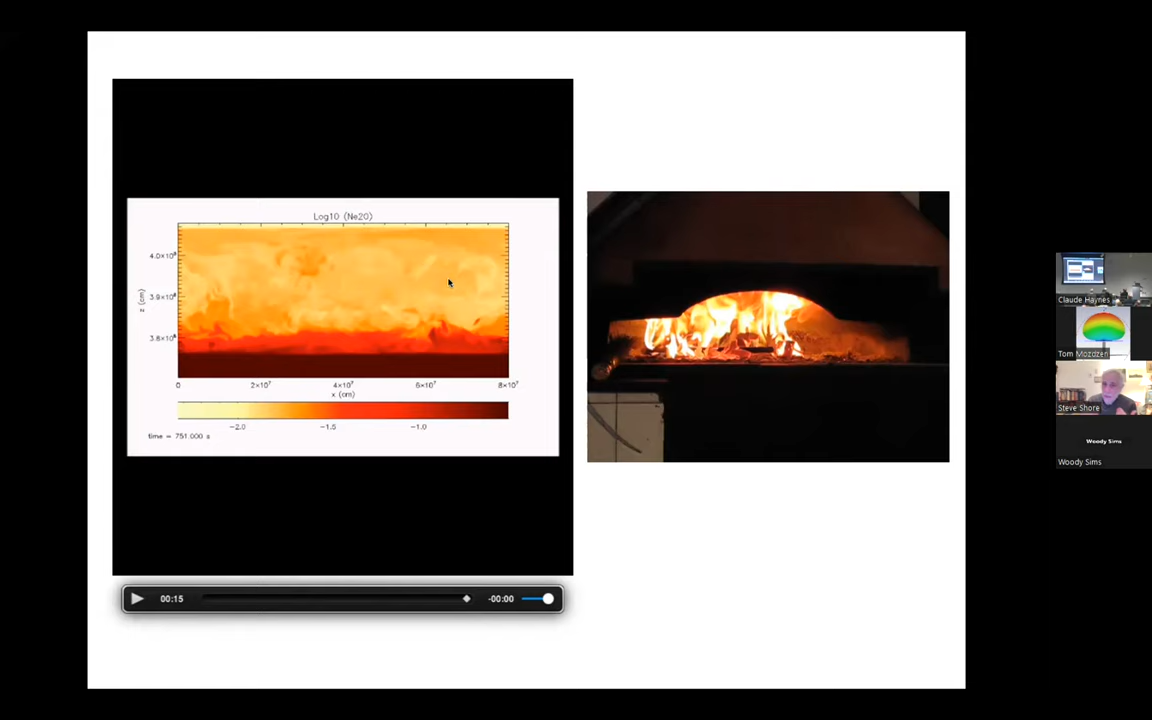 Log10 (Ne20)
4.0×10⁸
3.9×10⁸
3.8×10⁸
z (cm)
0
2×10⁷
4×10⁷
6×10⁷
8×10⁷
x (cm)
−2.0
−1.5
−1.0
time = 751.000 s
00:15
-00:00
Claude Haynes
Tom Mozdzen
Steve Shore
Woody Sims
Woody Sims